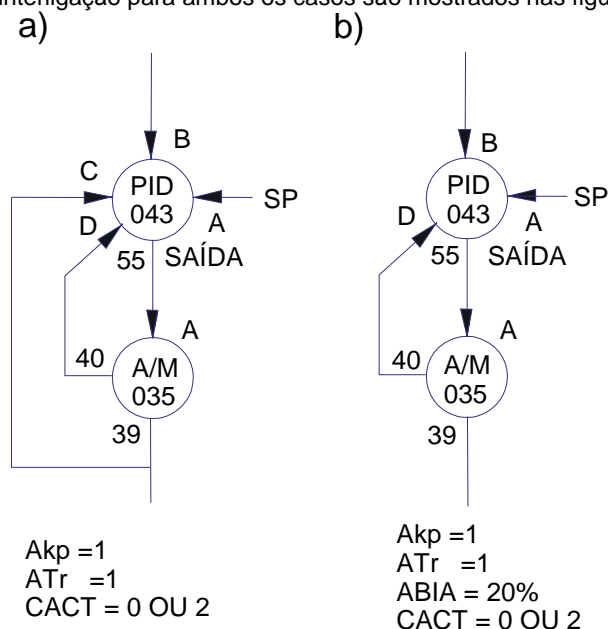 interligação para ambos os casos são mostrados nas figu
a)
b)
B
C
PID
043
SP
D
A
55
SAÍDA
A
40
A/M
035
39
Akp =1
ATr =1
CACT = 0 OU 2
B
PID
043
SP
D
A
55
SAÍDA
A
40
A/M
035
39
Akp =1
ATr =1
ABIA = 20%
CACT = 0 OU 2